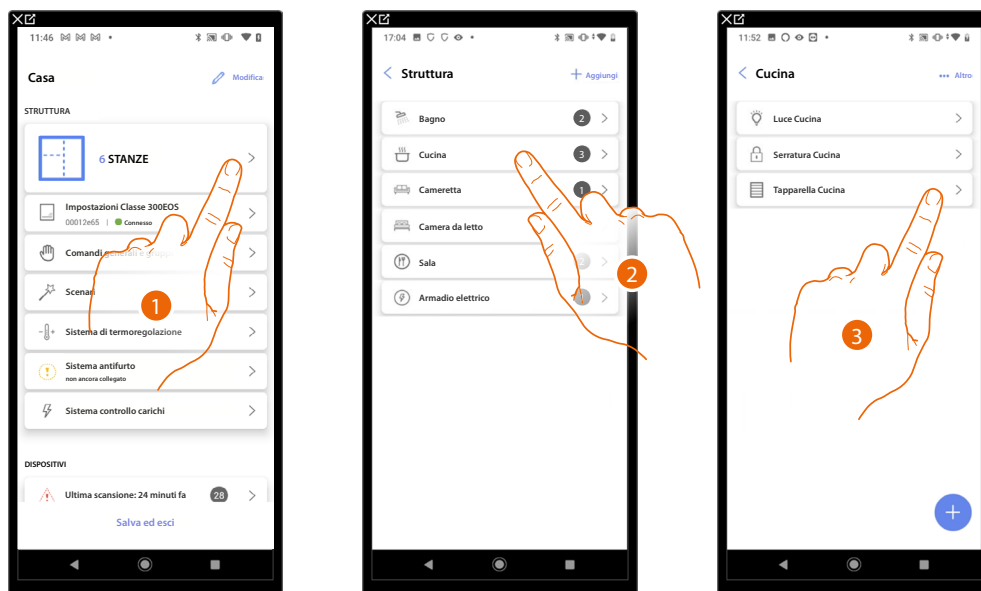 11:46
Casa
Modifica
STRUTTURA
6 STANZE
Impostazioni Classe 300EOS
00012e65 | Connesso
Comandi generali e gruppi
Scenari
1
Sistema di termoregolazione
Sistema antifurto
non ancora collegato
Sistema controllo carichi
DISPOSITIVI
Ultima scansione: 24 minuti fa 28
Salva ed esci
17:04
Struttura
Aggiungi
Bagno 2
Cucina 3
Cameretta 1
Camera da letto
Sala 2
Armadio elettrico
2
11:52
Cucina
Altro
Luce Cucina
Serratura Cucina
Tapparella Cucina
3